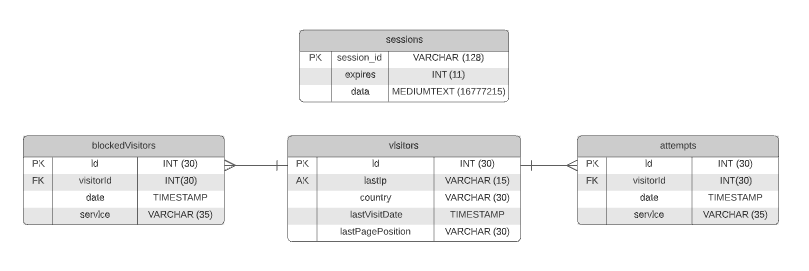 sessions
PK session_id VARCHAR (128)
expires INT (11)
data MEDIUMTEXT (16777215)
blockedVisitors
PK id INT (30)
FK visitorId INT(30)
date TIMESTAMP
service VARCHAR (35)
visitors
PK id INT (30)
AK lastIp VARCHAR (15)
country VARCHAR (30)
lastVisitDate TIMESTAMP
lastPagePosition VARCHAR (30)
attempts
PK id INT (30)
FK visitorId INT(30)
date TIMESTAMP
service VARCHAR (35)